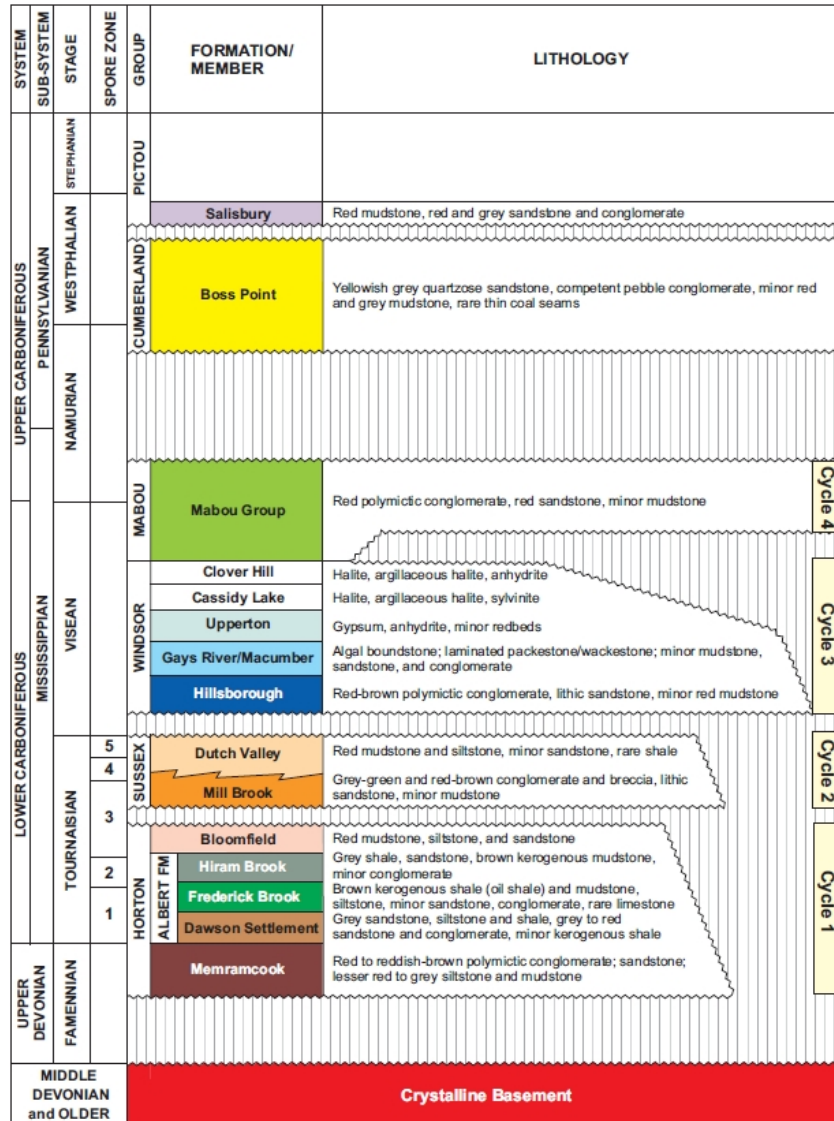 SYSTEM
SUB-SYSTEM
STAGE
SPORE ZONE
GROUP
FORMATION/
MEMBER
LITHOLOGY
UPPER CARBONIFEROUS
PENNSYLVANIAN
STEPHANIAN
PICTOU
WESTPHALIAN
Salisbury
Red mudstone, red and grey sandstone and conglomerate
CUMBERLAND
Boss Point
Yellowish grey quartzose sandstone, competent pebble conglomerate, minor red
and grey mudstone, rare thin coal seams
NAMURIAN
LOWER CARBONIFEROUS
MISSISSIPPIAN
MABOU
Mabou Group
Red polymictic conglomerate, red sandstone, minor mudstone
Cycle 4
VISEAN
WINDSOR
Clover Hill
Halite, argillaceous halite, anhydrite
Cassidy Lake
Halite, argillaceous halite, sylvinite
Upperton
Gypsum, anhydrite, minor redbeds
Gays River/Macumber
Algal boundstone; laminated packestone/wackestone; minor mudstone,
sandstone, and conglomerate
Hillsborough
Red-brown polymictic conglomerate, lithic sandstone, minor red mudstone
Cycle 3
TOURNAISIAN
5
4
3
2
1
SUSSEX
Dutch Valley
Red mudstone and siltstone, minor sandstone, rare shale
Mill Brook
Grey-green and red-brown conglomerate and breccia, lithic
sandstone, minor mudstone
Cycle 2
HORTON
Bloomfield
Red mudstone, siltstone, and sandstone
ALBERT FM
Hiram Brook
Grey shale, sandstone, brown kerogenous mudstone,
minor conglomerate
Frederick Brook
Brown kerogenous shale (oil shale) and mudstone,
siltstone, minor sandstone, conglomerate, rare limestone
Dawson Settlement
Grey sandstone, siltstone and shale, grey to red
sandstone and conglomerate, minor kerogenous shale
Memramcook
Red to reddish-brown polymictic conglomerate; sandstone;
lesser red to grey siltstone and mudstone
Cycle 1
UPPER
DEVONIAN
FAMENNIAN
MIDDLE
DEVONIAN
and OLDER
Crystalline Basement